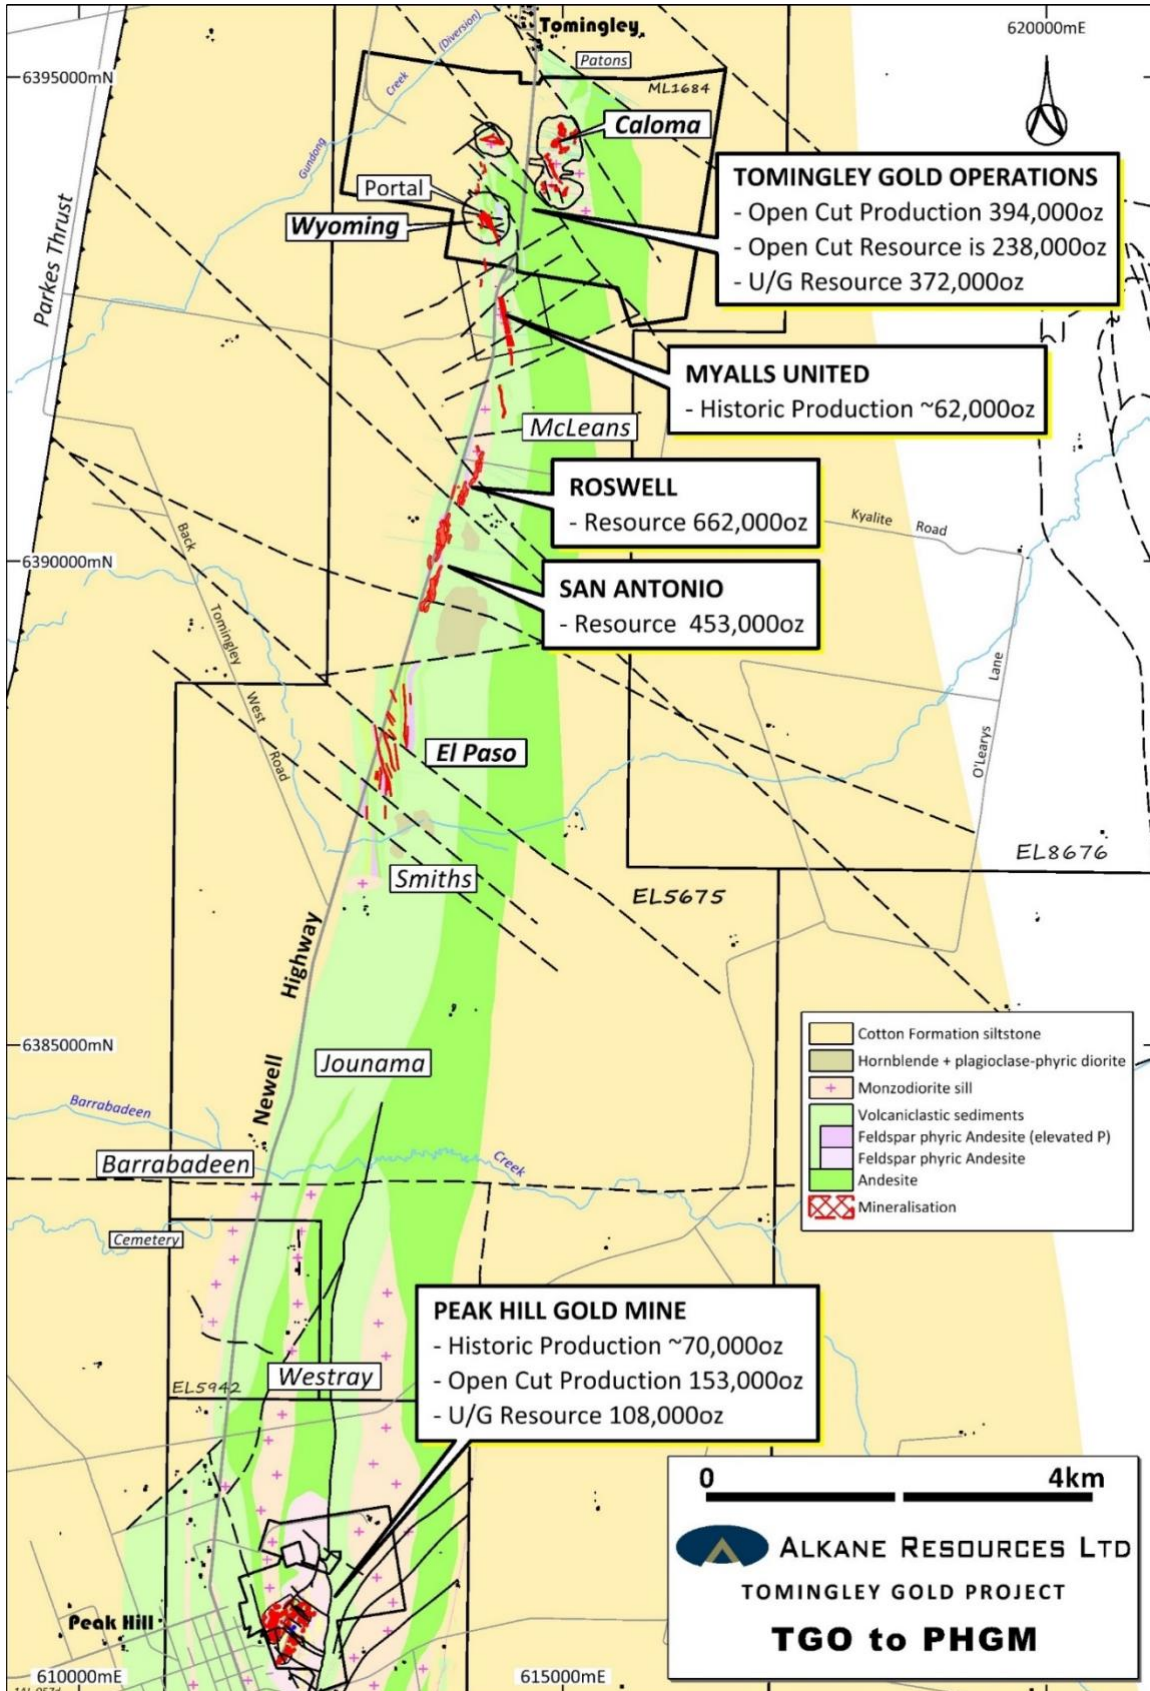 Tomingley
620000mE
6395000mN
Patons
ML1684
(Diversion)
Creek
Gundong
Caloma
Portal
Wyoming
TOMINGLEY GOLD OPERATIONS
- Open Cut Production 394,000oz
- Open Cut Resource is 238,000oz
- U/G Resource 372,000oz
Parkes Thrust
MYALLS UNITED
- Historic Production ~62,000oz
McLeans
ROSWELL
- Resource 662,000oz
Kyalite Road
6390000mN
SAN ANTONIO
- Resource 453,000oz
Back
Tomingley
West
Road
O'Learys
Lane
El Paso
EL8676
Smiths
EL5675
Newell
Highway
6385000mN
Jounama
Barrabadeen
Creek
Barrabadeen
Cemetery
Cotton Formation siltstone
Hornblende + plagioclase-phyric diorite
Monzodiorite sill
Volcaniclastic sediments
Feldspar phyric Andesite (elevated P)
Feldspar phyric Andesite
Andesite
Mineralisation
PEAK HILL GOLD MINE
- Historic Production ~70,000oz
- Open Cut Production 153,000oz
- U/G Resource 108,000oz
Westray
EL5942
0 4km
ALKANE RESOURCES LTD
TOMINGLEY GOLD PROJECT
TGO to PHGM
Peak Hill
610000mE
615000mE